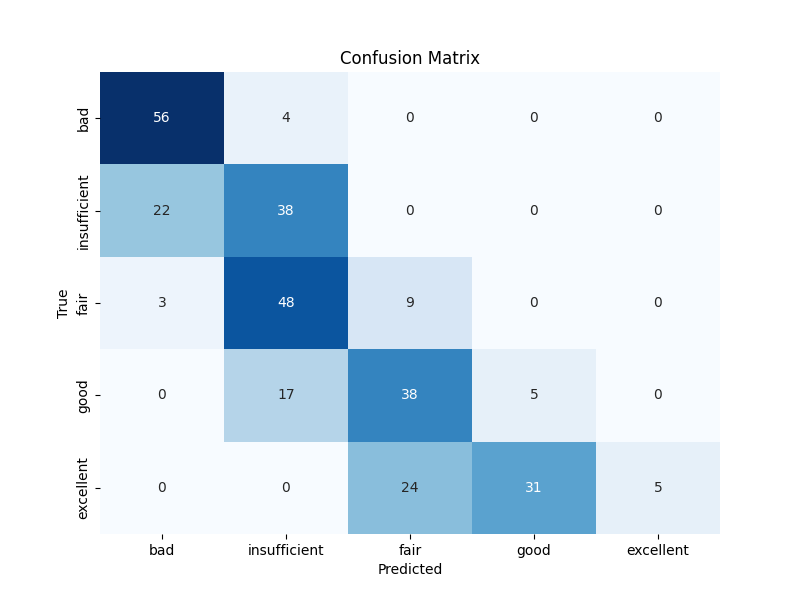 Confusion Matrix
True
bad 56 4 0 0 0
insufficient 22 38 0 0 0
fair 3 48 9 0 0
good 0 17 38 5 0
excellent 0 0 24 31 5
bad insufficient fair good excellent
Predicted